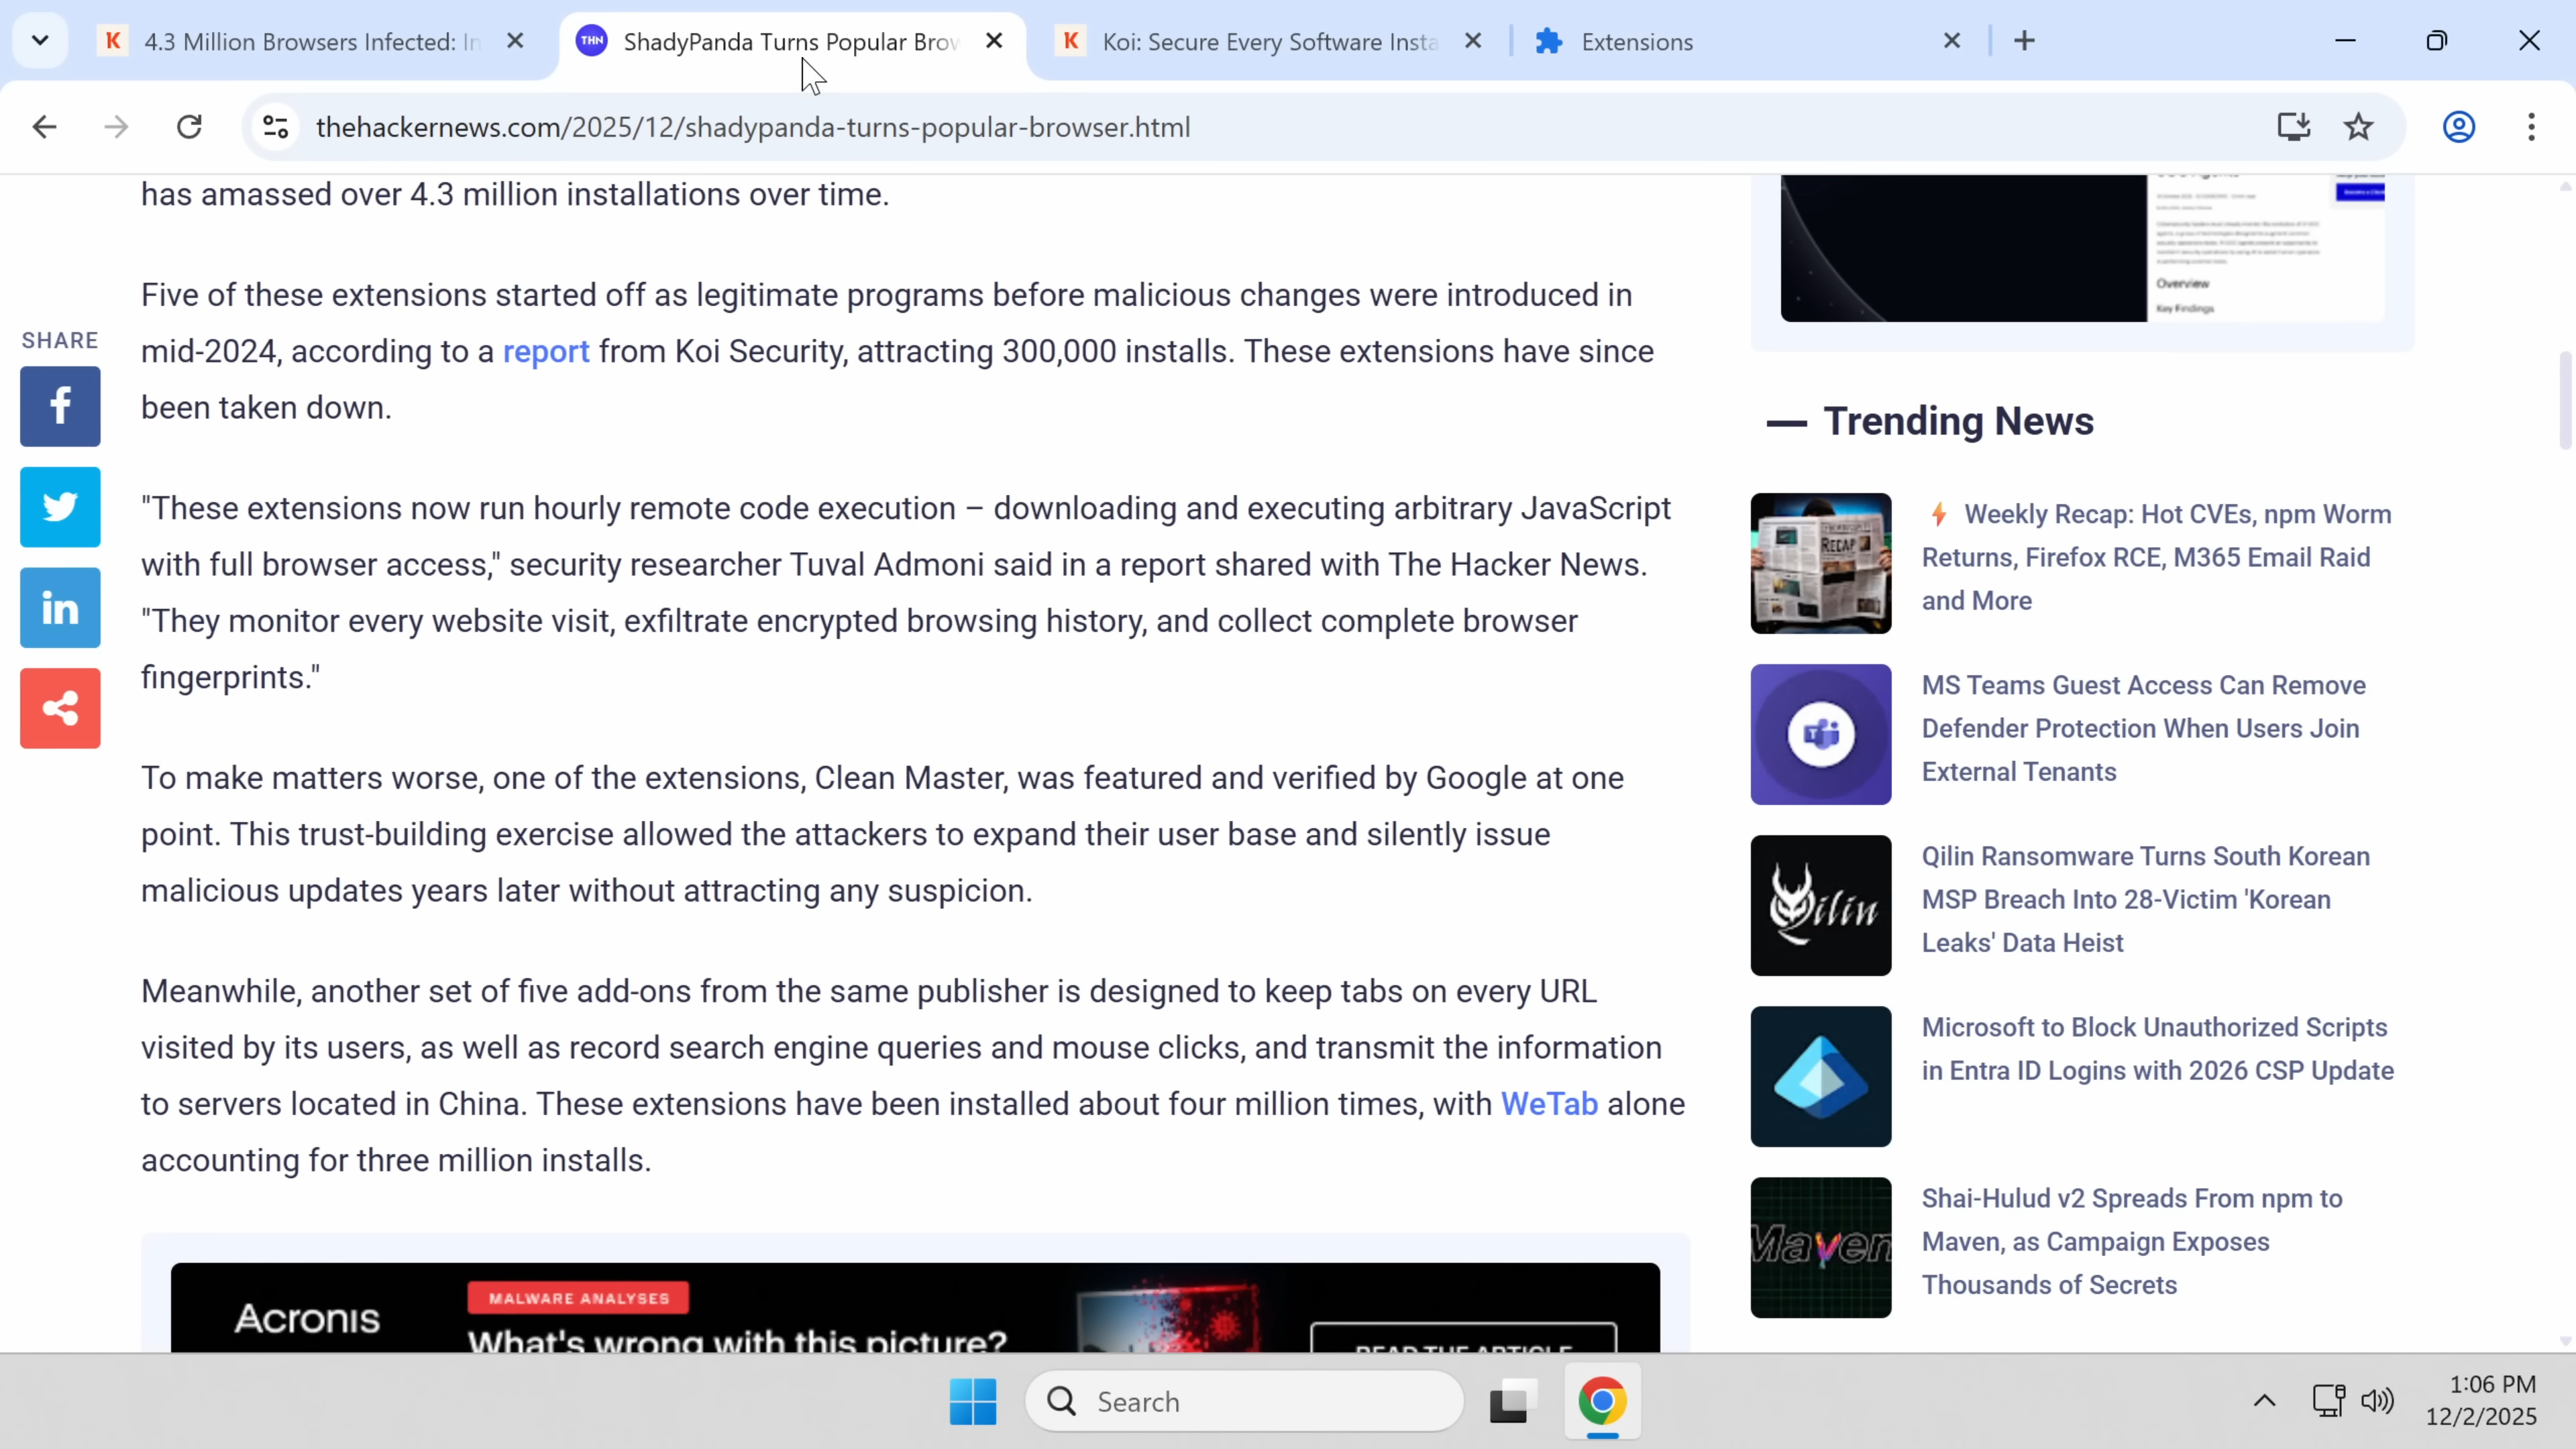 4.3 Million Browsers Infected: In
THN
ShadyPanda Turns Popular Brow
Koi: Secure Every Software Insta
Extensions
thehackernews.com/2025/12/shadypanda-turns-popular-browser.html
has amassed over 4.3 million installations over time.
Five of these extensions started off as legitimate programs before malicious changes were introduced in
mid-2024, according to a report from Koi Security, attracting 300,000 installs. These extensions have since
been taken down.
"These extensions now run hourly remote code execution – downloading and executing arbitrary JavaScript
with full browser access," security researcher Tuval Admoni said in a report shared with The Hacker News.
"They monitor every website visit, exfiltrate encrypted browsing history, and collect complete browser
fingerprints."
To make matters worse, one of the extensions, Clean Master, was featured and verified by Google at one
point. This trust-building exercise allowed the attackers to expand their user base and silently issue
malicious updates years later without attracting any suspicion.
Meanwhile, another set of five add-ons from the same publisher is designed to keep tabs on every URL
visited by its users, as well as record search engine queries and mouse clicks, and transmit the information
to servers located in China. These extensions have been installed about four million times, with WeTab alone
accounting for three million installs.
SHARE
Acronis
MALWARE ANALYSES
What's wrong with this picture?
READ THE ARTICLE
Overview
Key Findings
Trending News
Weekly Recap: Hot CVEs, npm Worm
Returns, Firefox RCE, M365 Email Raid
and More
RECAP
MS Teams Guest Access Can Remove
Defender Protection When Users Join
External Tenants
Qilin Ransomware Turns South Korean
MSP Breach Into 28-Victim 'Korean
Leaks' Data Heist
Qilin
Microsoft to Block Unauthorized Scripts
in Entra ID Logins with 2026 CSP Update
Shai-Hulud v2 Spreads From npm to
Maven, as Campaign Exposes
Thousands of Secrets
Maven
Search
1:06 PM
12/2/2025